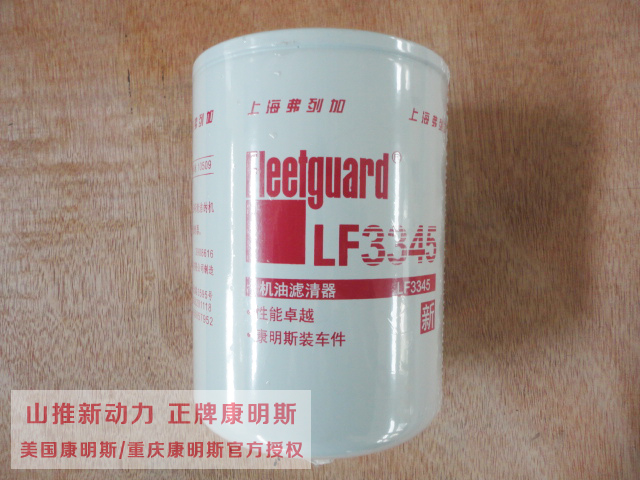 上海弗列加
上海弗
列加
Fleetguard®
LF3345
机油滤清器 LF3345
·性能卓越
·康明斯装车件
新
山推新动力 正牌康明斯
美国康明斯/重庆康明斯官方授权